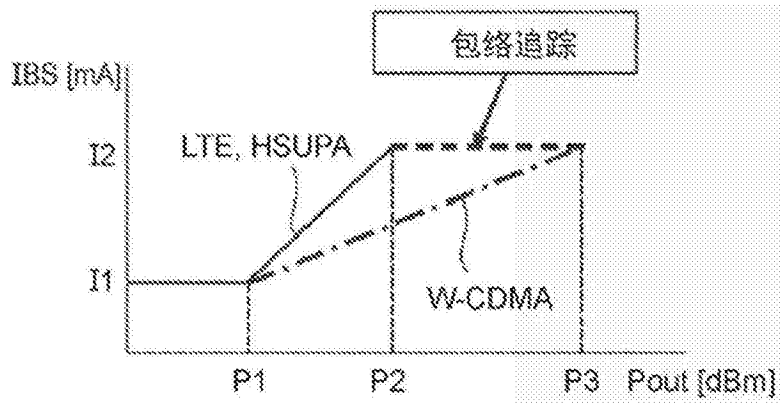 包络追踪
IBS [mA]
I2
LTE, HSUPA
I1
W-CDMA
P1
P2
P3
Pout [dBm]